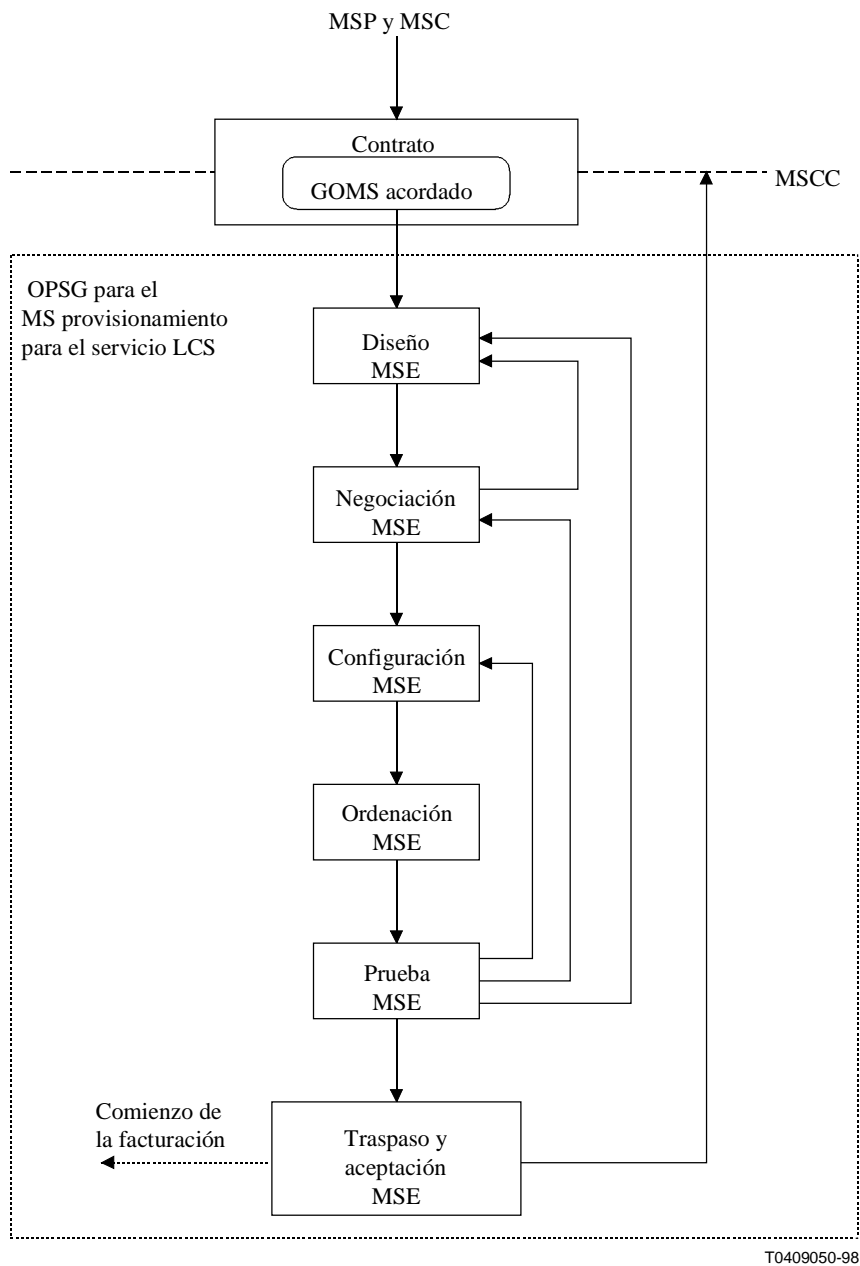 MSP y MSC
Contrato
GOMS acordado
MSCC
OPSG para el
MS provisionamiento
para el servicio LCS
Diseño
MSE
Negociación
MSE
Configuración
MSE
Ordenación
MSE
Prueba
MSE
Comienzo de
la facturación
Traspaso y
aceptación
MSE
T0409050-98